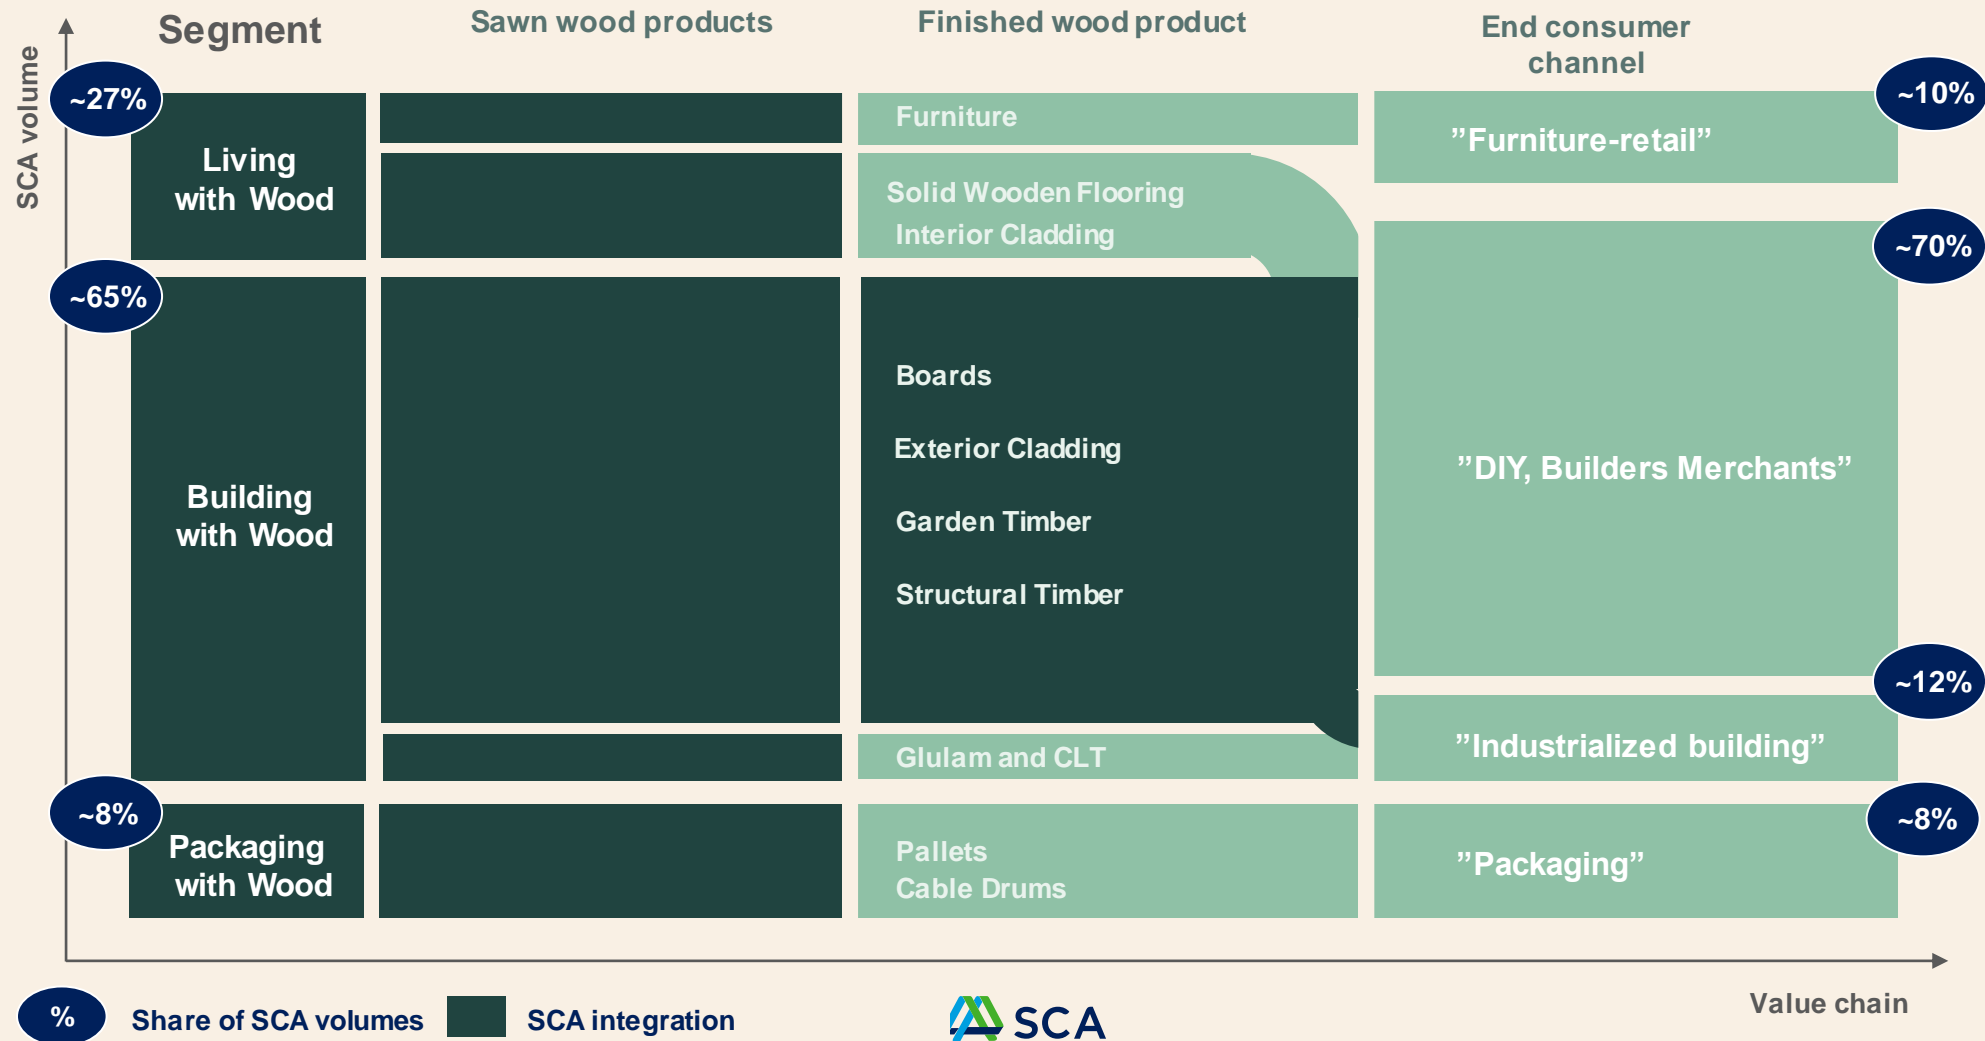 Segment
Sawn wood products
Finished wood product
End consumer
channel
SCA volume
~27%
Living
with Wood
Furniture
Solid Wooden Flooring
Interior Cladding
”Furniture-retail”
~10%
~65%
Building
with Wood
Boards
Exterior Cladding
Garden Timber
Structural Timber
Glulam and CLT
”DIY, Builders Merchants”
~70%
”Industrialized building”
~12%
~8%
Packaging
with Wood
Pallets
Cable Drums
”Packaging”
~8%
Value chain
% Share of SCA volumes
SCA integration
SCA